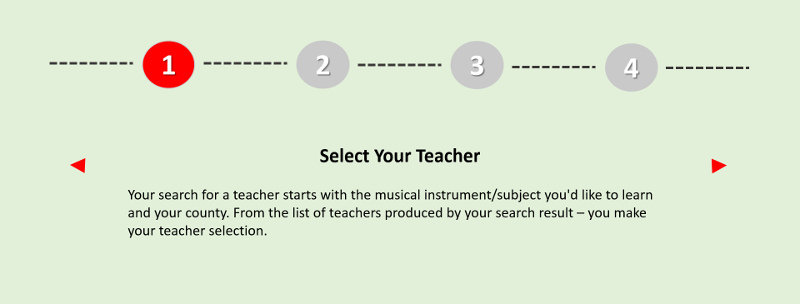 1 2 3 4
Select Your Teacher
Your search for a teacher starts with the musical instrument/subject you'd like to learn
and your county. From the list of teachers produced by your search result – you make
your teacher selection.